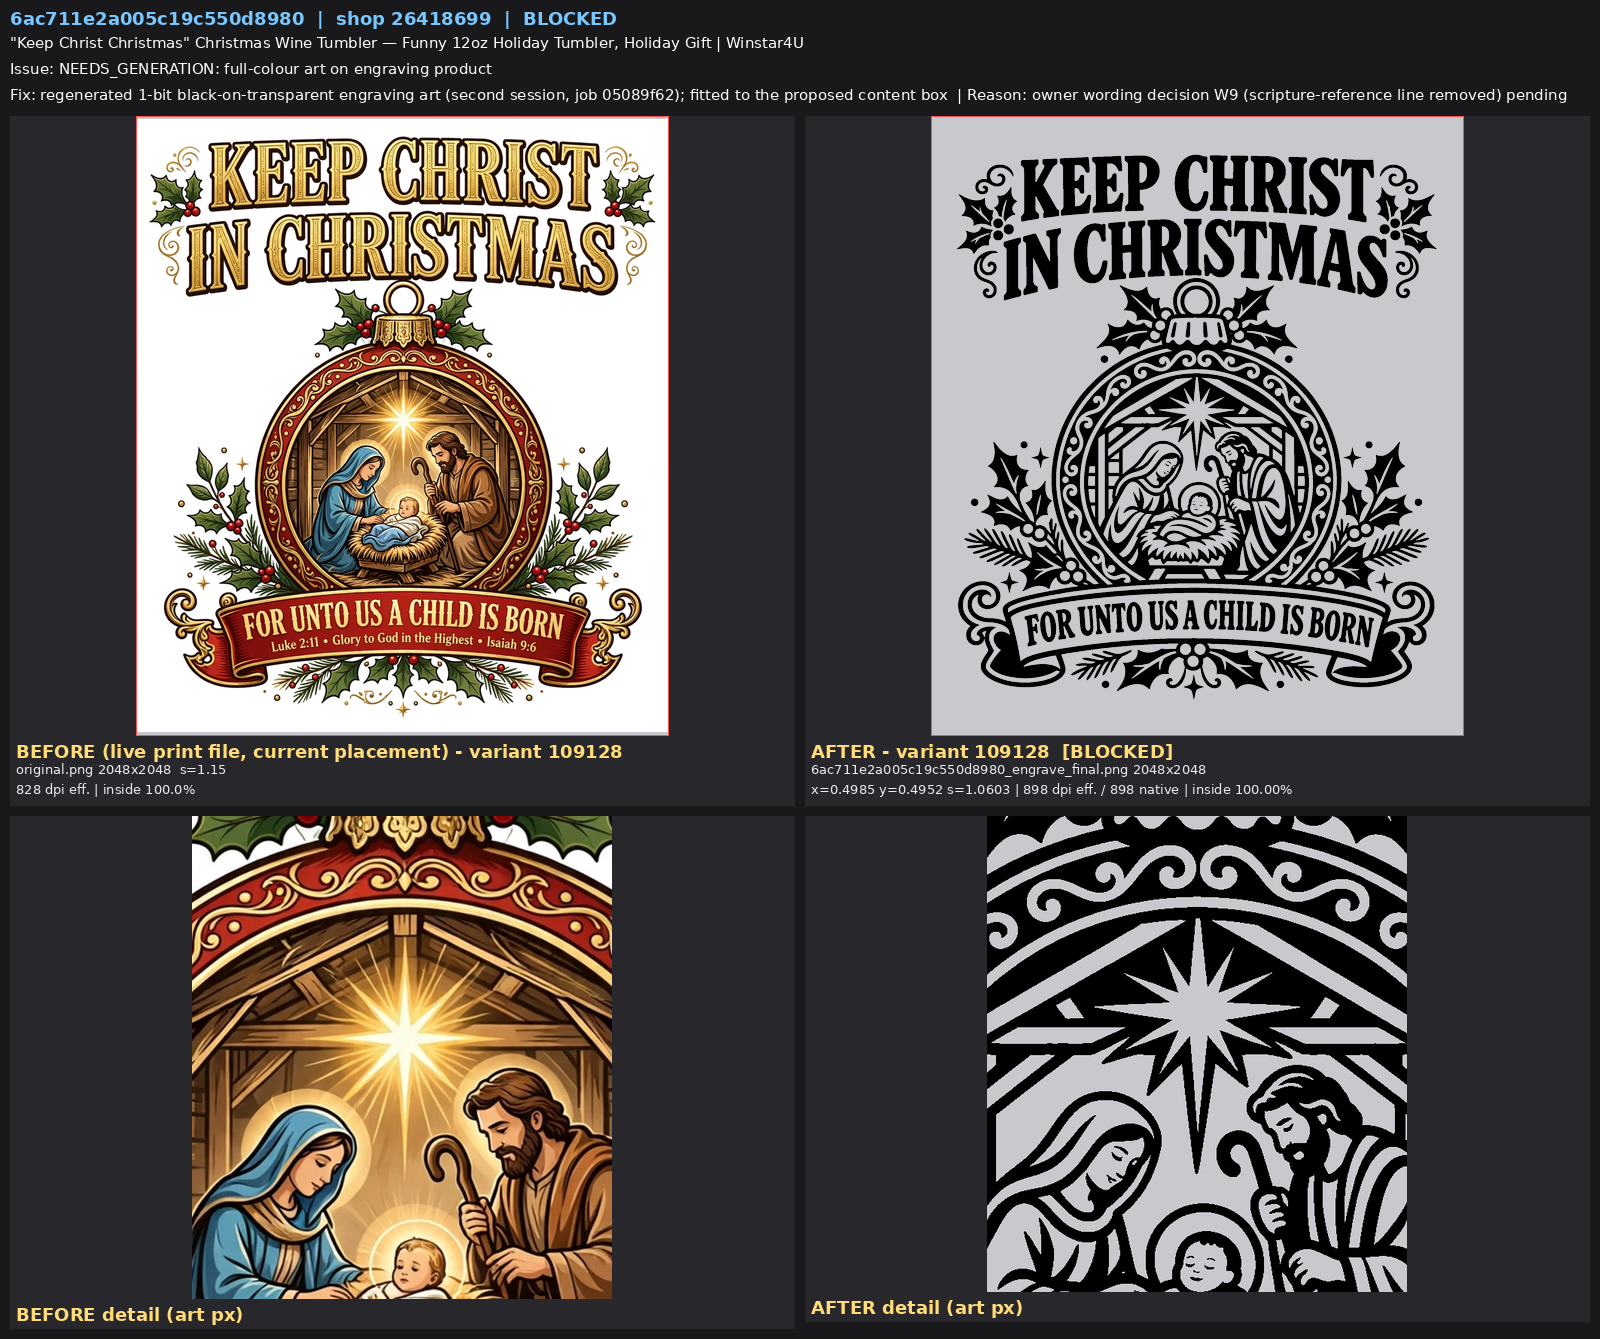 6ac711e2a005c19c550d8980 | shop 26418699 | BLOCKED
"Keep Christ Christmas" Christmas Wine Tumbler — Funny 12oz Holiday Tumbler, Holiday Gift | Winstar4U
Issue: NEEDS_GENERATION: full-colour art on engraving product
Fix: regenerated 1-bit black-on-transparent engraving art (second session, job 05089f62); fitted to the proposed content box | Reason: owner wording decision W9 (scripture-reference line removed) pending
KEEP CHRIST
IN CHRISTMAS
FOR UNTO US A CHILD IS BORN
Luke 2:11 • Glory to God in the Highest • Isaiah 9:6
BEFORE (live print file, current placement) - variant 109128
original.png 2048x2048 s=1.15
828 dpi eff. | inside 100.0%
KEEP CHRIST
IN CHRISTMAS
FOR UNTO US A CHILD IS BORN
AFTER - variant 109128 [BLOCKED]
6ac711e2a005c19c550d8980_engrave_final.png 2048x2048
x=0.4985 y=0.4952 s=1.0603 | 898 dpi eff. / 898 native | inside 100.00%
BEFORE detail (art px)
AFTER detail (art px)